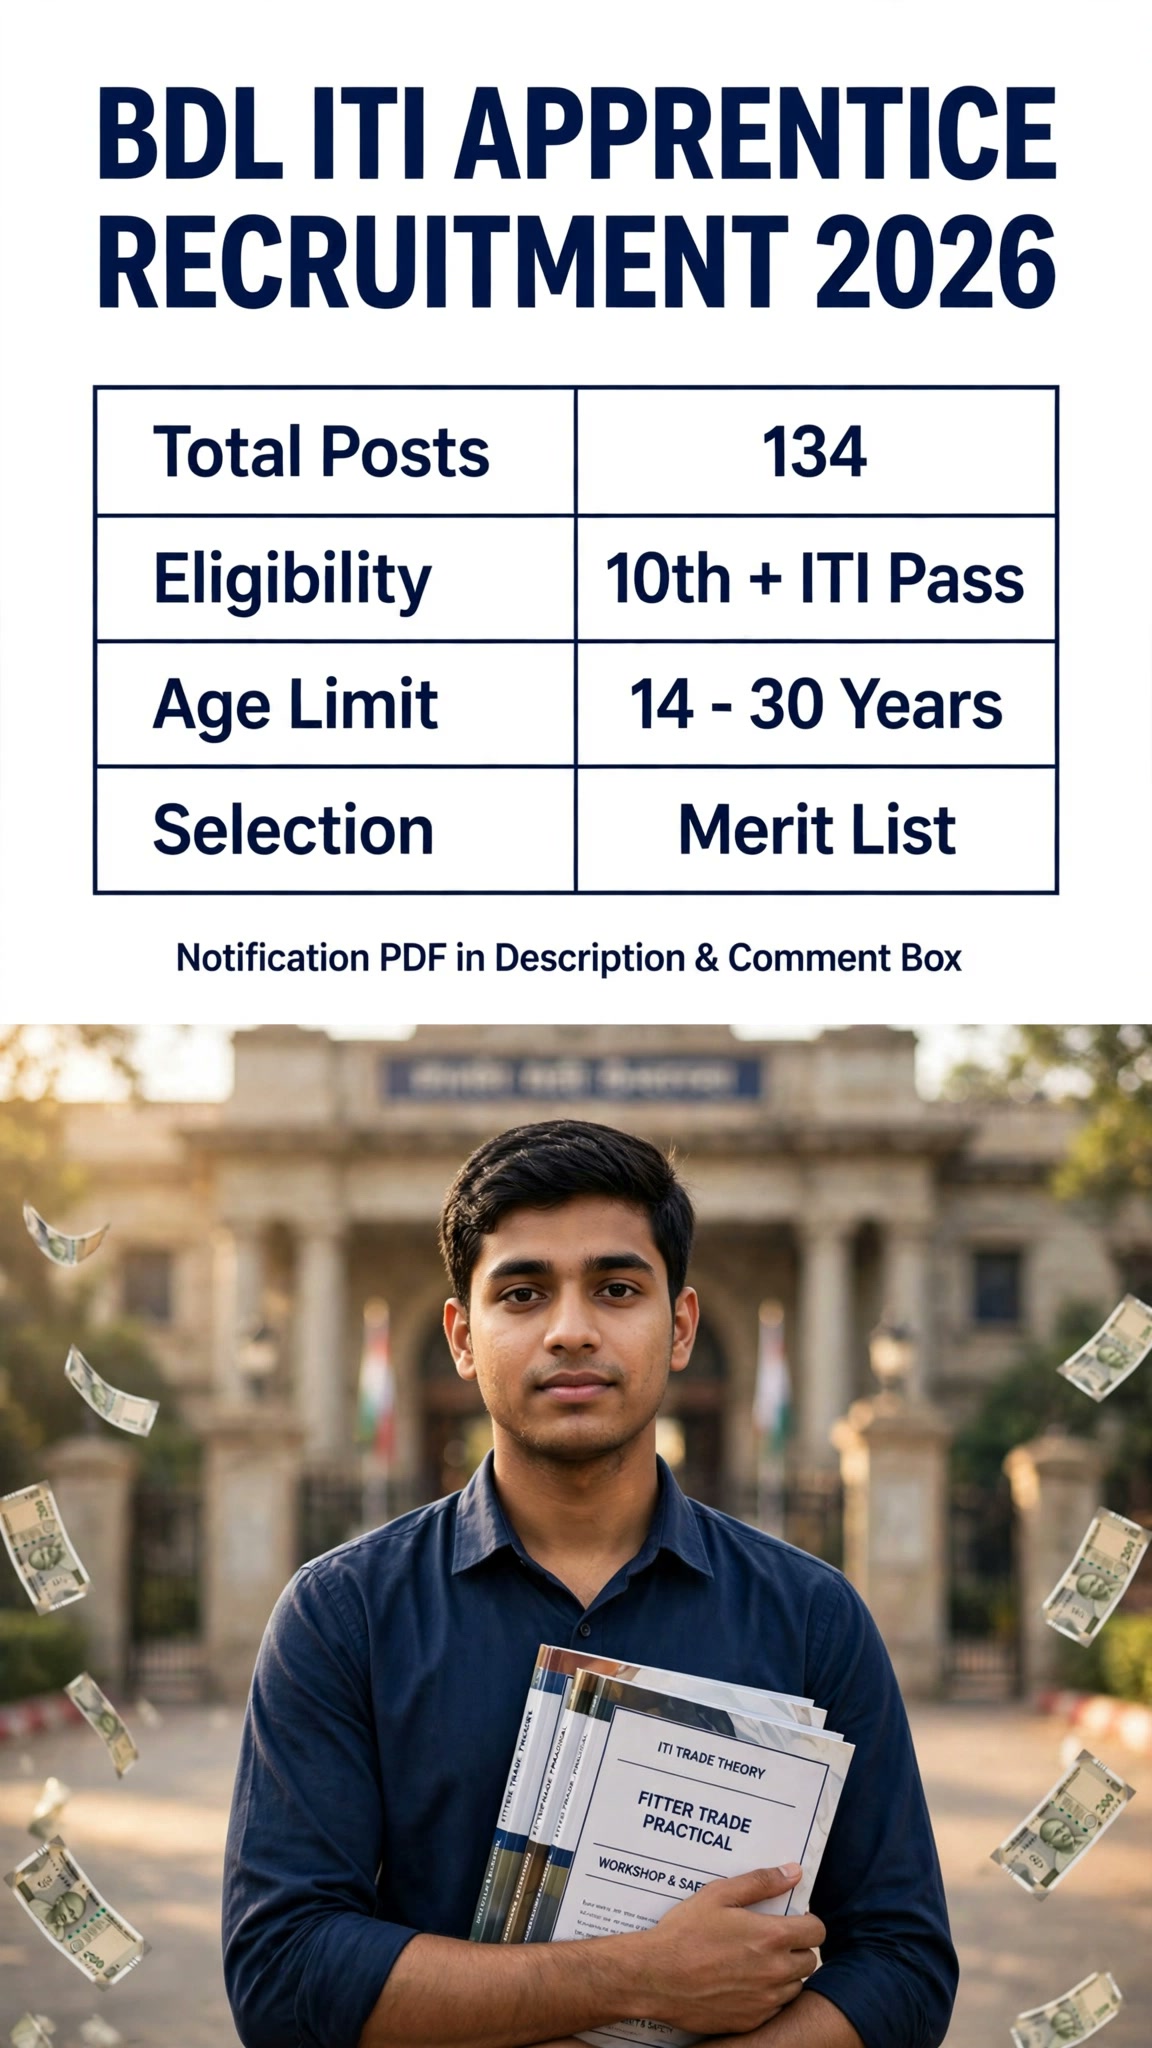 BDL ITI APPRENTICE
RECRUITMENT 2026
Total Posts 134
Eligibility 10th + ITI Pass
Age Limit 14 - 30 Years
Selection Merit List
Notification PDF in Description & Comment Box
ITI TRADE THEORY
FITTER TRADE
PRACTICAL
WORKSHOP &